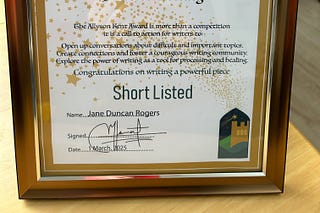 The Allyson Kent Award is more than a competition
it is a call to action for writers to
Open up conversations about difficult and important topics.
Create connections and foster a courageous writing community.
Explore the power of writing as a tool for processing and healing.
Congratulations on writing a powerful piece
Short Listed
Name: Jane Duncan Rogers
Signed
Date 1 March, 2025